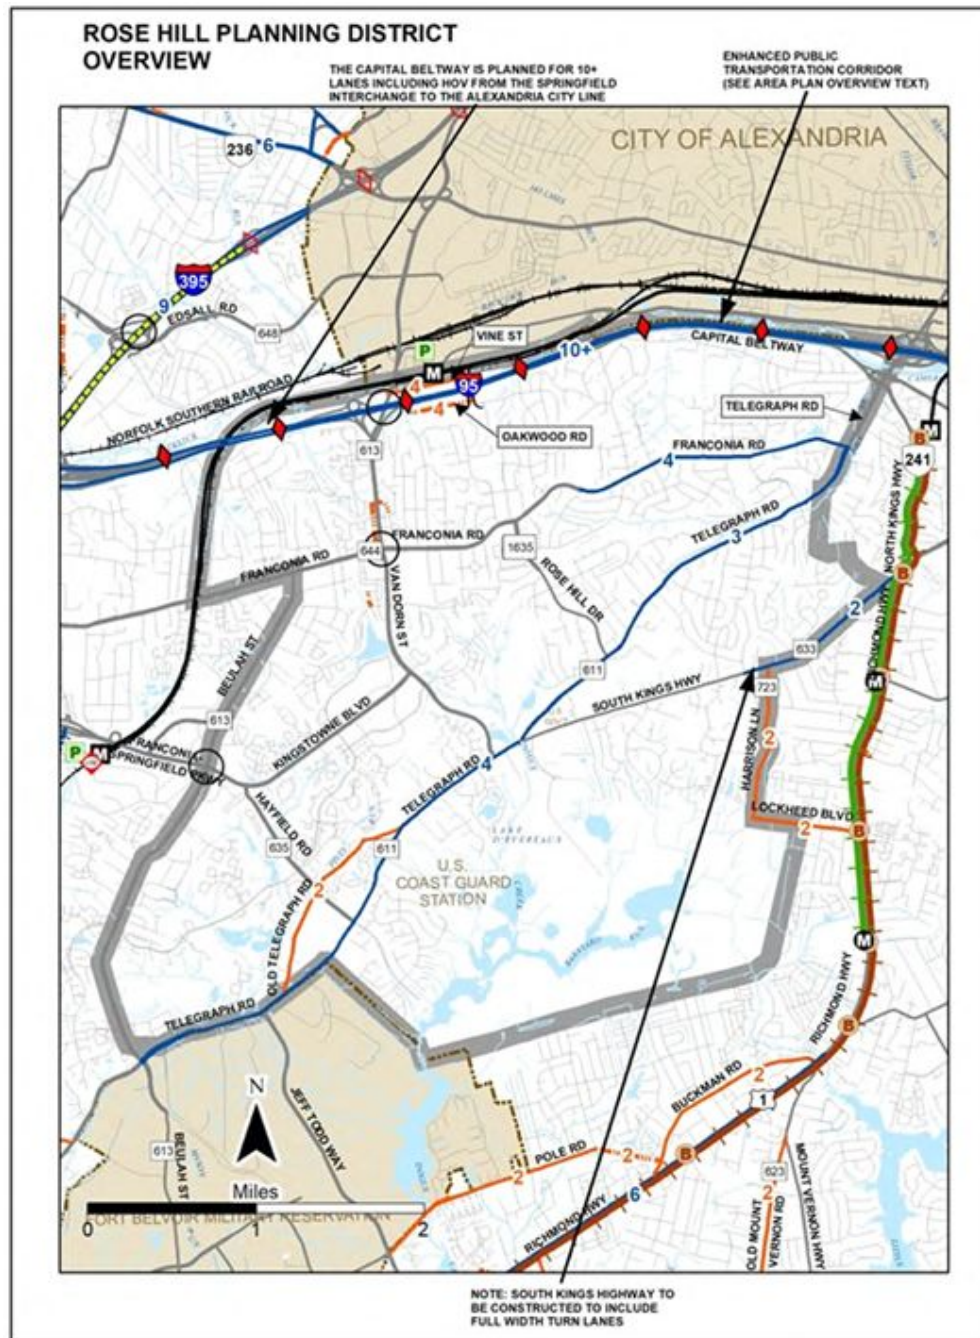 ROSE HILL PLANNING DISTRICT
OVERVIEW
THE CAPITAL BELTWAY IS PLANNED FOR 10+
LANES INCLUDING HOV FROM THE SPRINGFIELD
INTERCHANGE TO THE ALEXANDRIA CITY LINE
ENHANCED PUBLIC
TRANSPORTATION CORRIDOR
(SEE AREA PLAN OVERVIEW TEXT)
CITY OF ALEXANDRIA
236
6
395
9
EDSALL RD
648
VINE ST
P
M
10+
CAPITAL BELTWAY
95
4
4
NORFOLK SOUTHERN RAILROAD
OAKWOOD RD
TELEGRAPH RD
613
FRANCONIA RD
4
B
M
241
NORTH KINGS HWY
TELEGRAPH RD
3
FRANCONIA RD
644
FRANCONIA RD
1635
ROSE HILL DR
VAN DORN ST
B
2
RICHMOND HWY
633
BEULAH ST
611
SOUTH KINGS HWY
723
M
613
KINGSTOWNE BLVD
HARRISON LN
2
P
M
FRANCONIA-
SPRINGFIELD PKWY
TELEGRAPH RD
4
HAYFIELD RD
LOCKHEED BLVD
2
B
635
611
LAKE
U.S.
COAST GUARD
STATION
2
OLD TELEGRAPH RD
M
TELEGRAPH RD
RICHMOND HWY
B
N
BUCKMAN RD
2
1
JEFF TODD WAY
613
BEULAH ST
POLE RD
2
2
B
623
2
OLD MOUNT
VERNON RD
MOUNT VERNON HWY
Miles
0
1
2
FORT BELVOIR MILITARY RESERVATION
RICHMOND HWY
6
NOTE: SOUTH KINGS HIGHWAY TO
BE CONSTRUCTED TO INCLUDE
FULL WIDTH TURN LANES